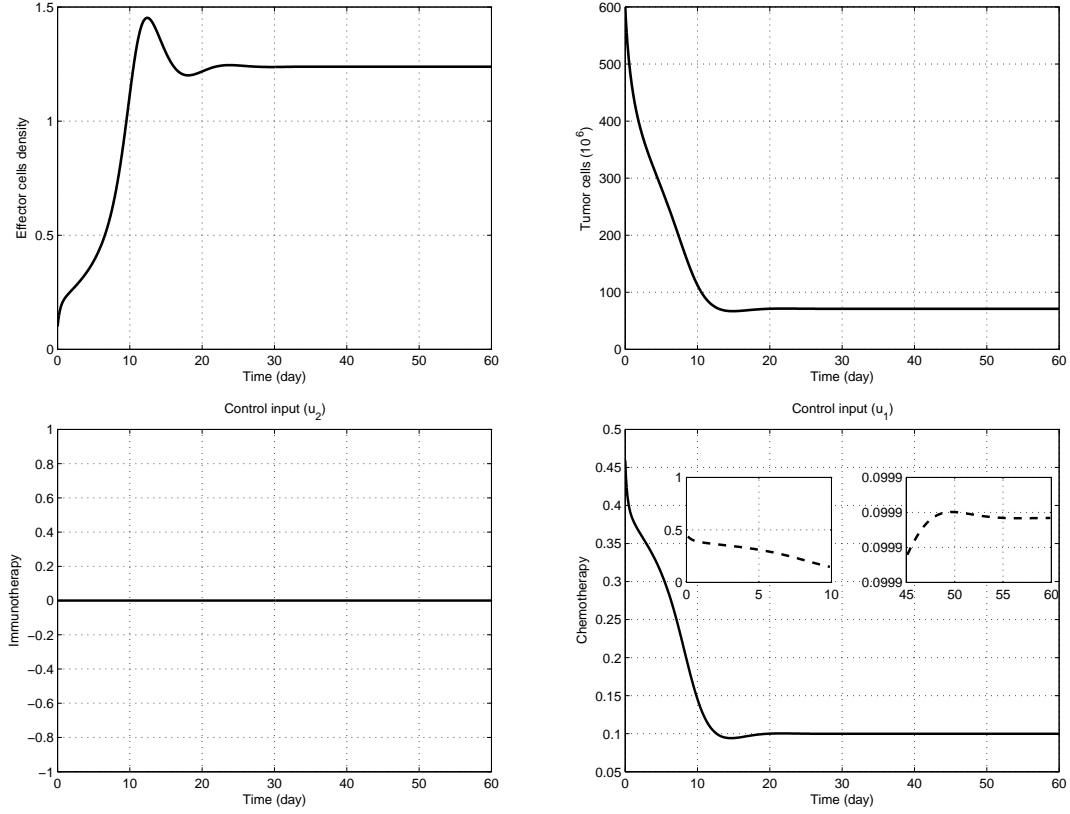 1.5
1
0.5
0
0 10 20 30 40 50 60
Time (day)
Effector cells density
600
500
400
300
200
100
0
0 10 20 30 40 50 60
Time (day)
Tumor cells (10^6)
Control input (u_2)
1
0.8
0.6
0.4
0.2
0
−0.2
−0.4
−0.6
−0.8
−1
0 10 20 30 40 50 60
Time (day)
Immunotherapy
Control input (u_1)
0.5
0.45
0.4
0.35
0.3
0.25
0.2
0.15
0.1
0.05
0 10 20 30 40 50 60
Time (day)
Chemotherapy
1
0.5
0
0 5 10
0.0999
0.0999
0.0999
0.0999
45 50 55 60